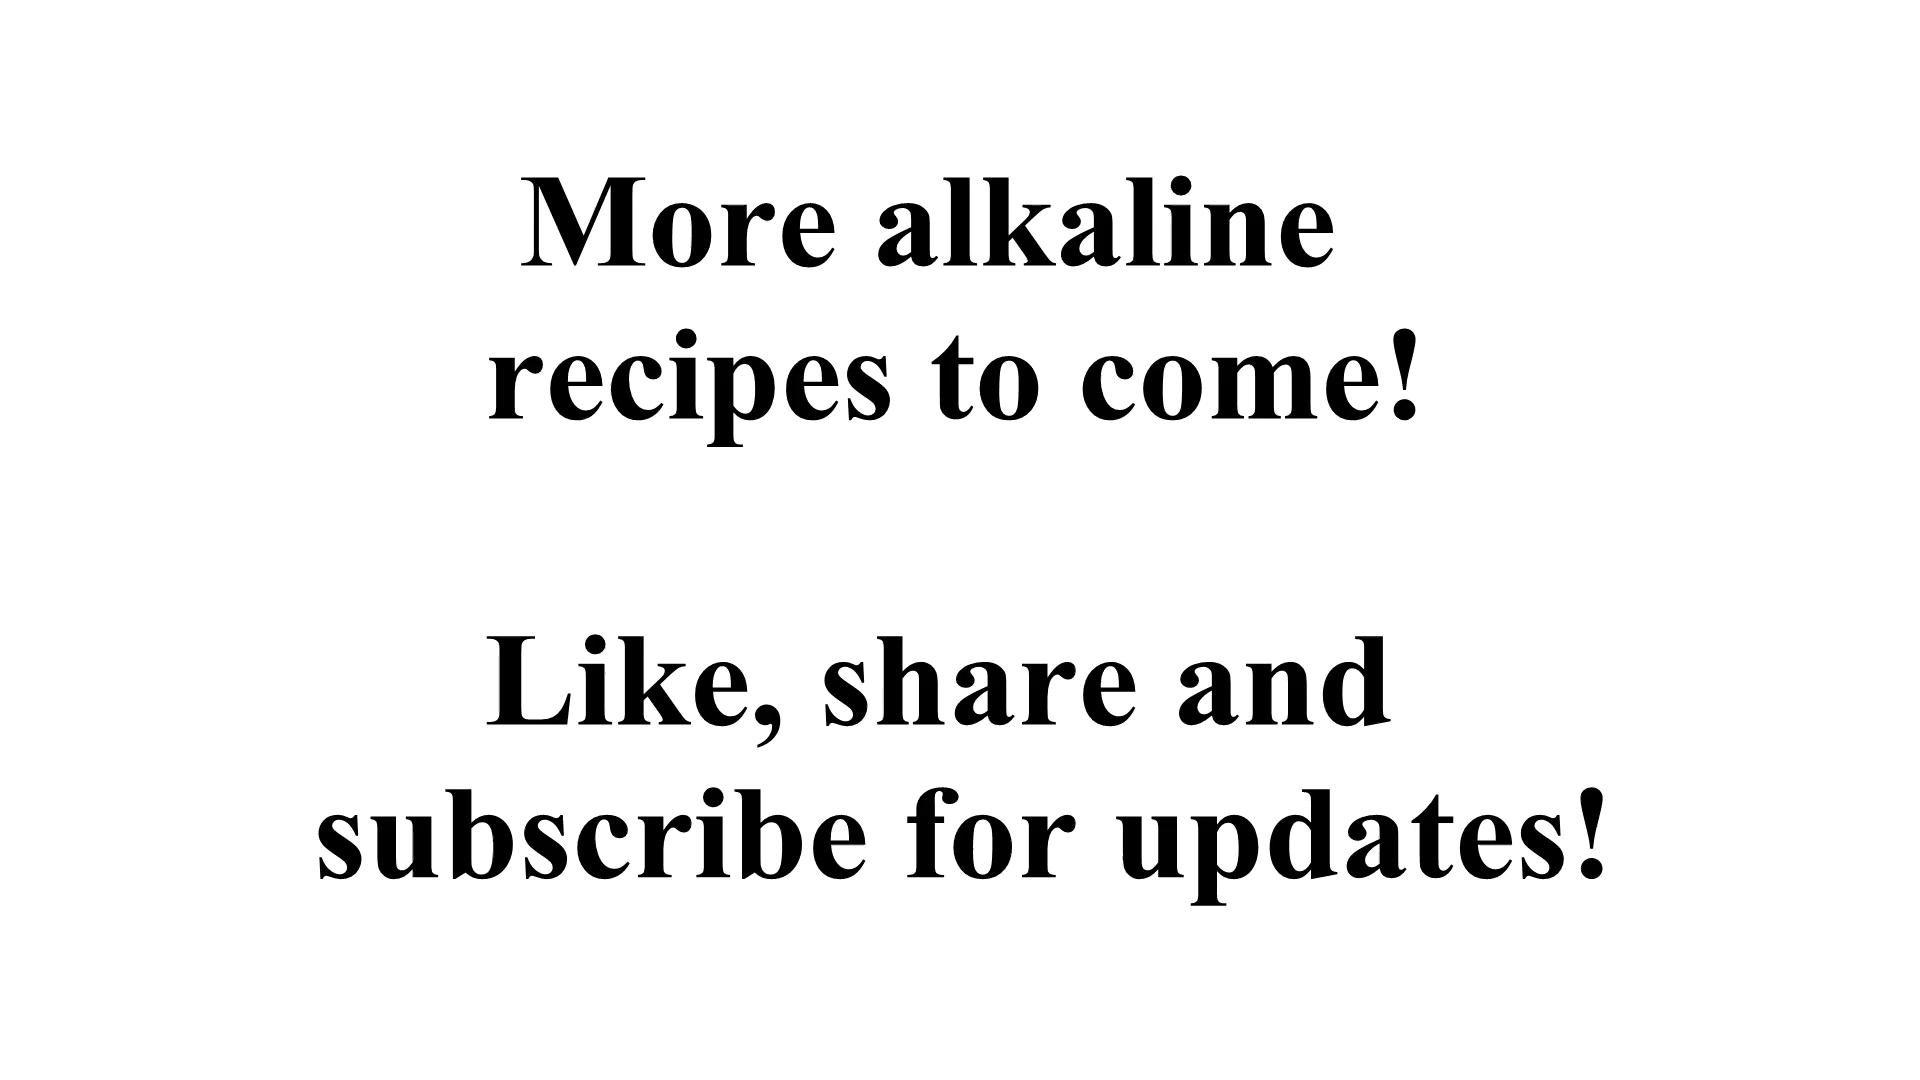 More alkaline
recipes to come!
Like, share and
subscribe for updates!